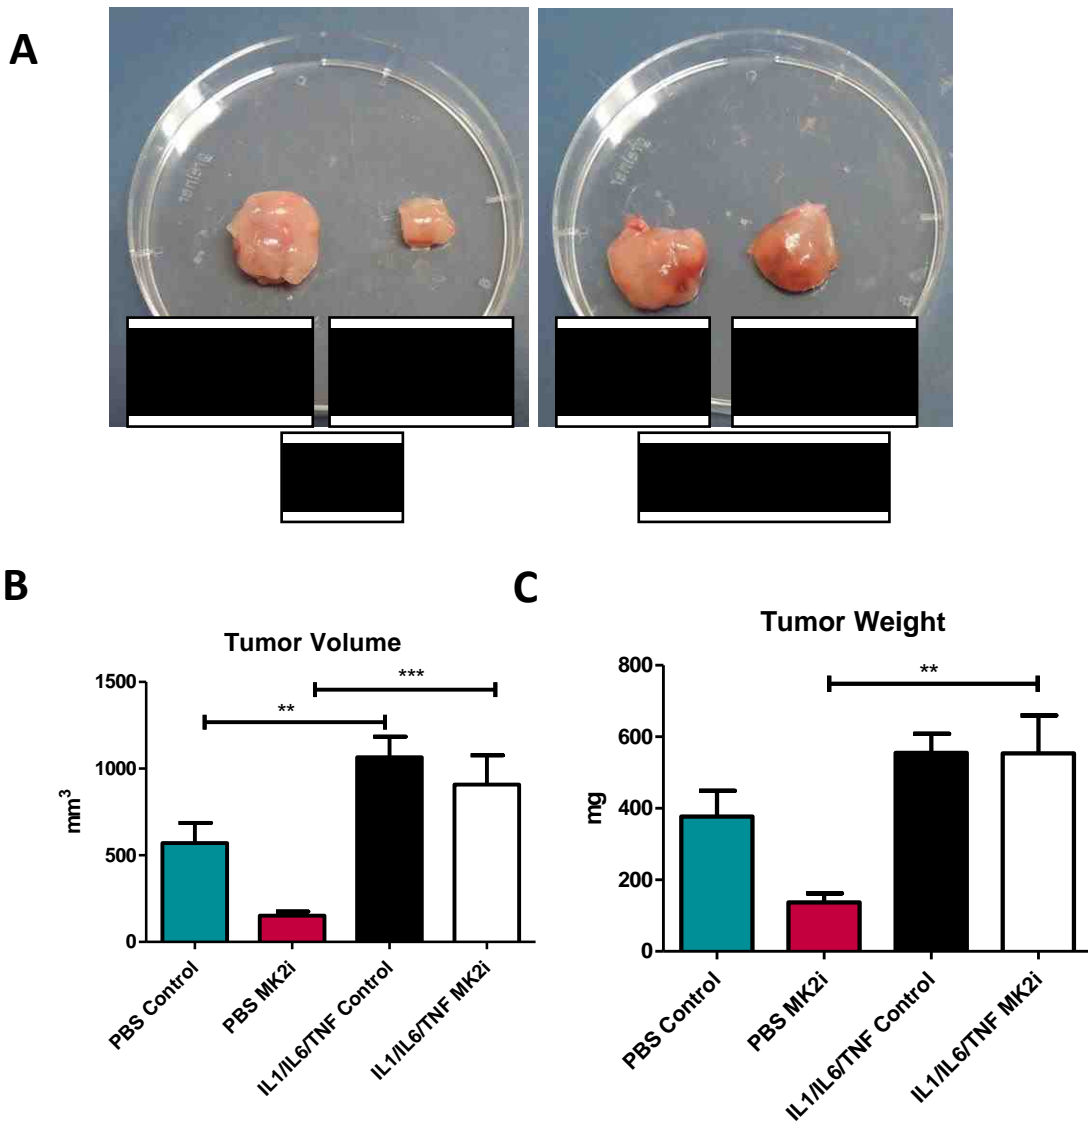 A
B
C
Tumor Volume
***
**
1500
1000
500
0
mm3
PBS Control
PBS MK2i
IL1/IL6/TNF Control
IL1/IL6/TNF MK2i
Tumor Weight
**
800
600
400
200
0
mg
PBS Control
PBS MK2i
IL1/IL6/TNF Control
IL1/IL6/TNF MK2i